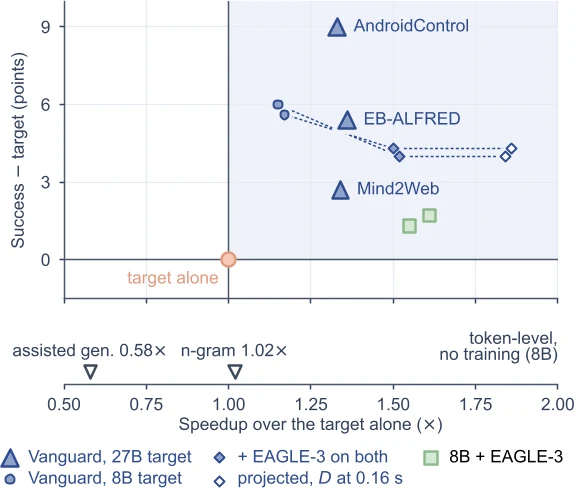 9
AndroidControl
6
EB-ALFRED
3
Mind2Web
0
target alone
Success − target (points)
token-level,
assisted gen. 0.58× n-gram 1.02×
no training (8B)
0.50 0.75 1.00 1.25 1.50 1.75 2.00
Speedup over the target alone (×)
Vanguard, 27B target + EAGLE-3 on both 8B + EAGLE-3
Vanguard, 8B target projected, D at 0.16 s